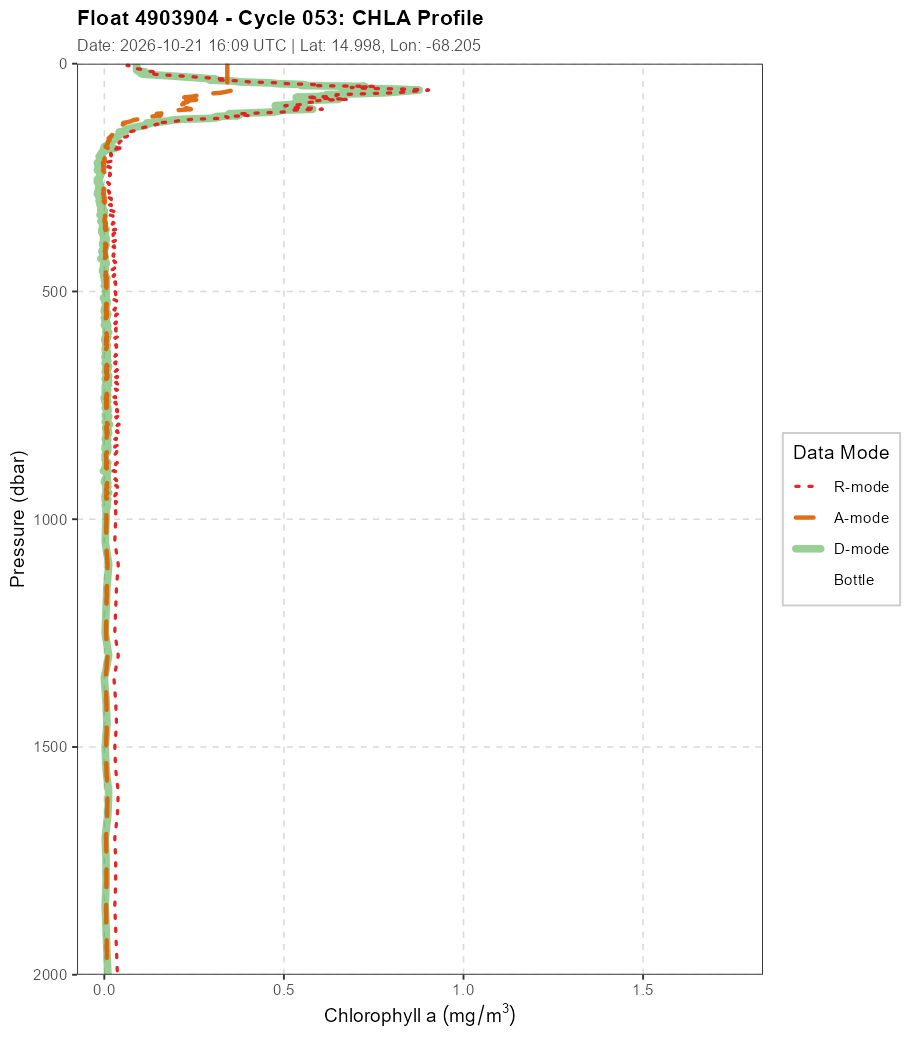 Float 4903904 - Cycle 053: CHLA Profile
Date: 2026-10-21 16:09 UTC | Lat: 14.998, Lon: -68.205
0
500
1000
1500
2000
Pressure (dbar)
0.0
0.5
1.0
1.5
Chlorophyll a (mg/m³)
Data Mode
R-mode
A-mode
D-mode
Bottle